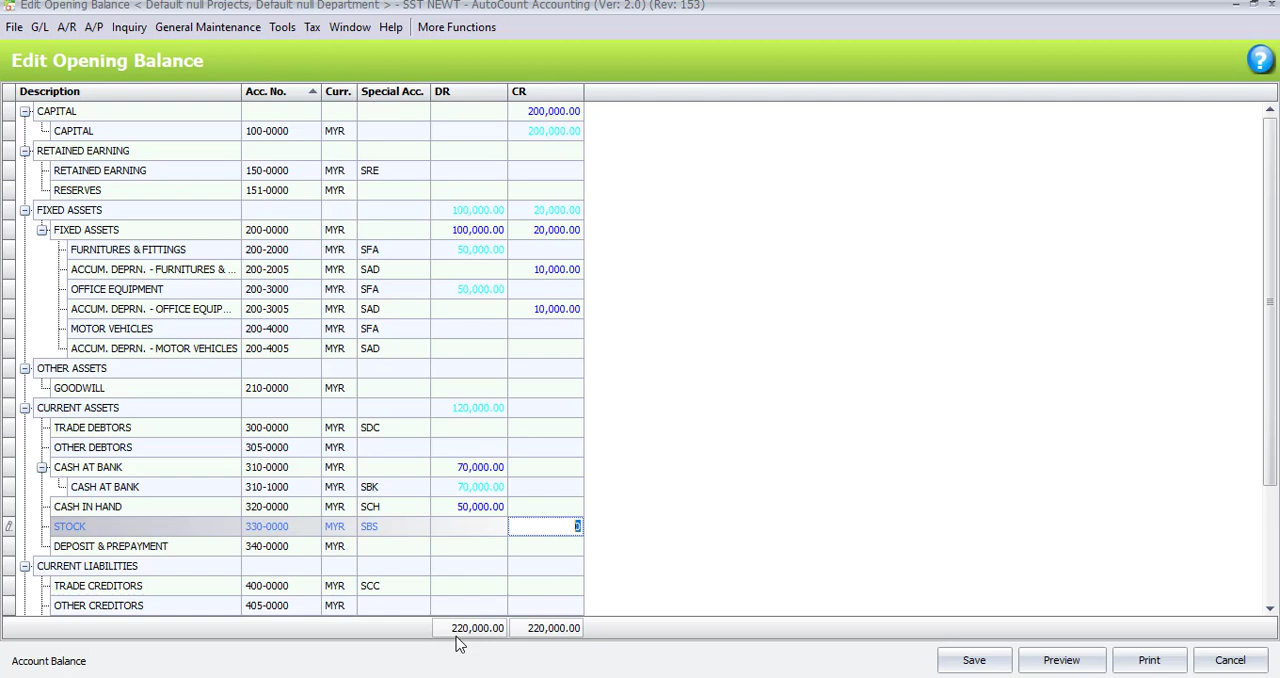 Edit Opening Balance < Default null Projects, Default null Department > - SST NEWT - AutoCount Accounting (Ver: 2.0) (Rev: 153)
File G/L A/R A/P Inquiry General Maintenance Tools Tax Window Help More Functions
Edit Opening Balance
Description Acc. No. Curr. Special Acc. DR CR
CAPITAL 200,000.00
CAPITAL 100-0000 MYR 200,000.00
RETAINED EARNING
RETAINED EARNING 150-0000 MYR SRE
RESERVES 151-0000 MYR
FIXED ASSETS 100,000.00 20,000.00
FIXED ASSETS 200-0000 MYR 100,000.00 20,000.00
FURNITURES & FITTINGS 200-2000 MYR SFA 50,000.00
ACCUM. DEPRN. - FURNITURES & ... 200-2005 MYR SAD 10,000.00
OFFICE EQUIPMENT 200-3000 MYR SFA 50,000.00
ACCUM. DEPRN. - OFFICE EQUIP... 200-3005 MYR SAD 10,000.00
MOTOR VEHICLES 200-4000 MYR SFA
ACCUM. DEPRN. - MOTOR VEHICLES 200-4005 MYR SAD
OTHER ASSETS
GOODWILL 210-0000 MYR
CURRENT ASSETS 120,000.00
TRADE DEBTORS 300-0000 MYR SDC
OTHER DEBTORS 305-0000 MYR
CASH AT BANK 310-0000 MYR 70,000.00
CASH AT BANK 310-1000 MYR SBK 70,000.00
CASH IN HAND 320-0000 MYR SCH 50,000.00
STOCK 330-0000 MYR SBS 0
DEPOSIT & PREPAYMENT 340-0000 MYR
CURRENT LIABILITIES
TRADE CREDITORS 400-0000 MYR SCC
OTHER CREDITORS 405-0000 MYR
220,000.00 220,000.00
Account Balance Save Preview Print Cancel